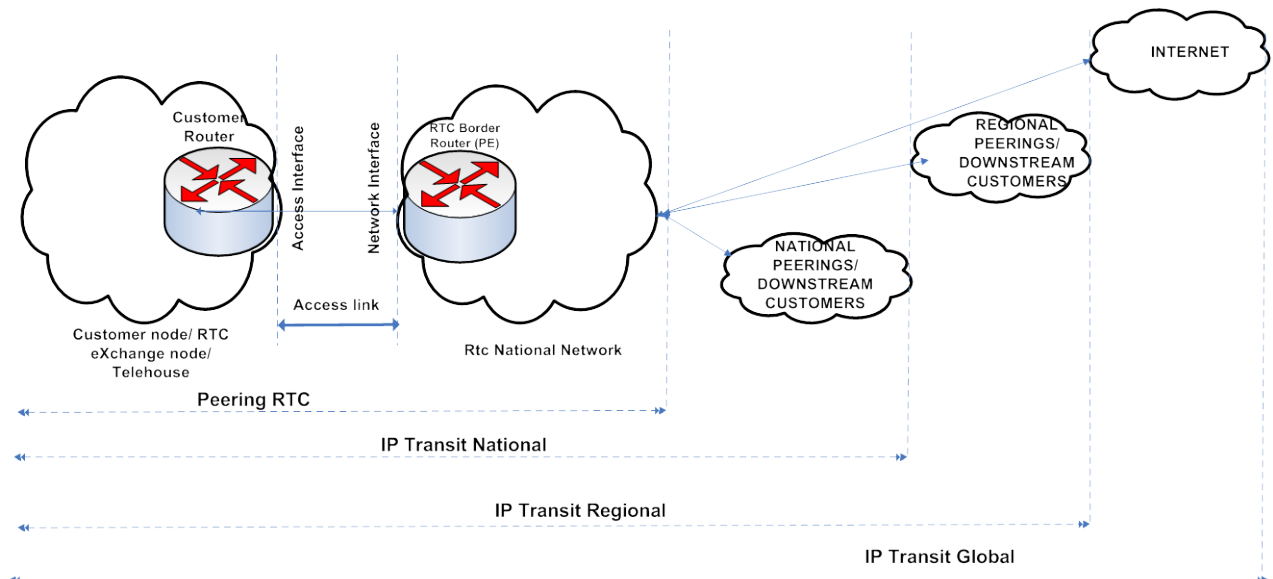 INTERNET
REGIONAL
PEERINGS/
DOWNSTREAM
CUSTOMERS
Customer
Router
RTC Border
Router (PE)
Access Interface
Network Interface
NATIONAL
PEERINGS/
DOWNSTREAM
CUSTOMERS
Access link
Customer node/ RTC
eXchange node/
Telehouse
Rtc National Network
Peering RTC
IP Transit National
IP Transit Regional
IP Transit Global